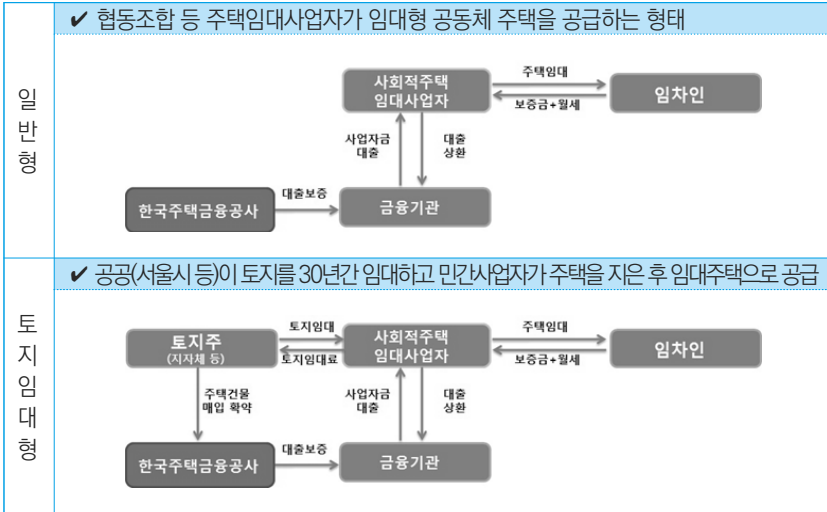 일
반
형
✔ 협동조합 등 주택임대사업자가 임대형 공동체 주택을 공급하는 형태
사회적주택
임대사업자
주택임대
보증금+월세
임차인
사업자금
대출
대출
상환
한국주택금융공사
대출보증
금융기관
토
지
임
대
형
✔ 공공(서울시 등)이 토지를 30년간 임대하고 민간사업자가 주택을 지은 후 임대주택으로 공급
토지주
(지자체 등)
토지임대
토지임대료
사회적주택
임대사업자
주택임대
보증금+월세
임차인
주택건물
매입 확약
사업자금
대출
대출
상환
한국주택금융공사
대출보증
금융기관